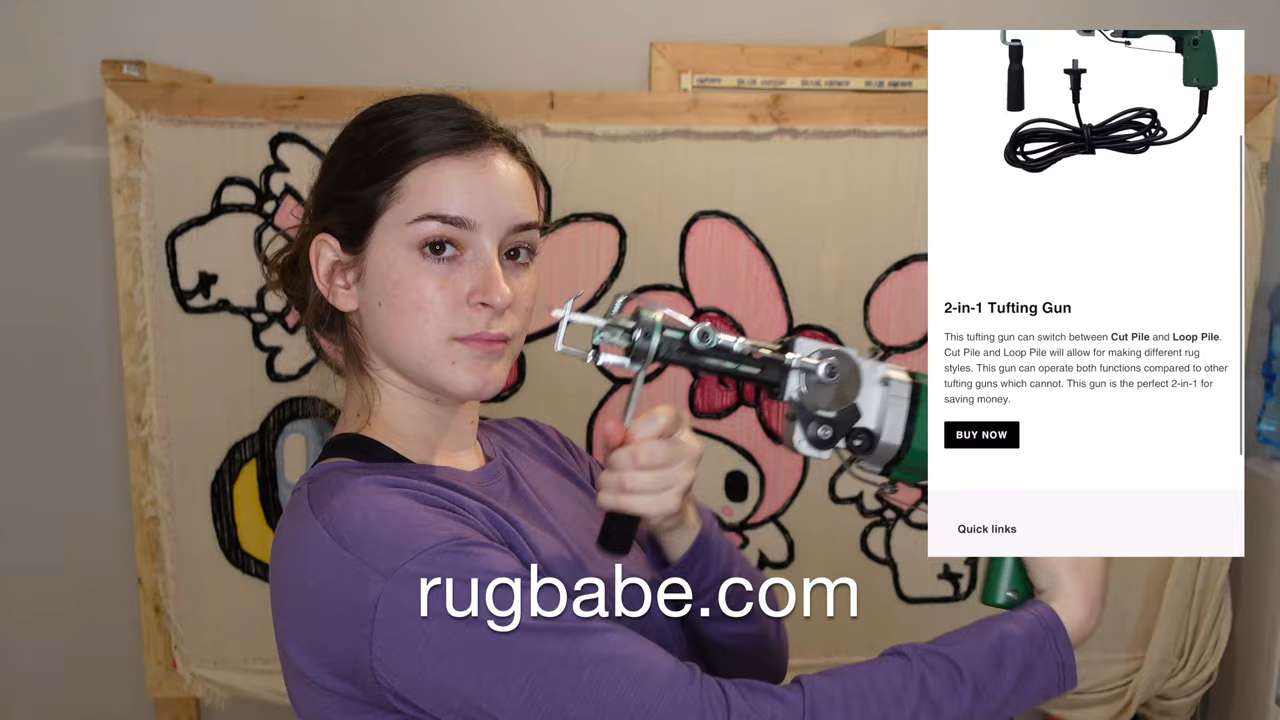 2-in-1 Tufting Gun
This tufting gun can switch between Cut Pile and Loop Pile.
Cut Pile and Loop Pile will allow for making different rug
styles. This gun can operate both functions compared to other
tufting guns which cannot. This gun is the perfect 2-in-1 for
saving money.
BUY NOW
Quick links
rugbabe.com